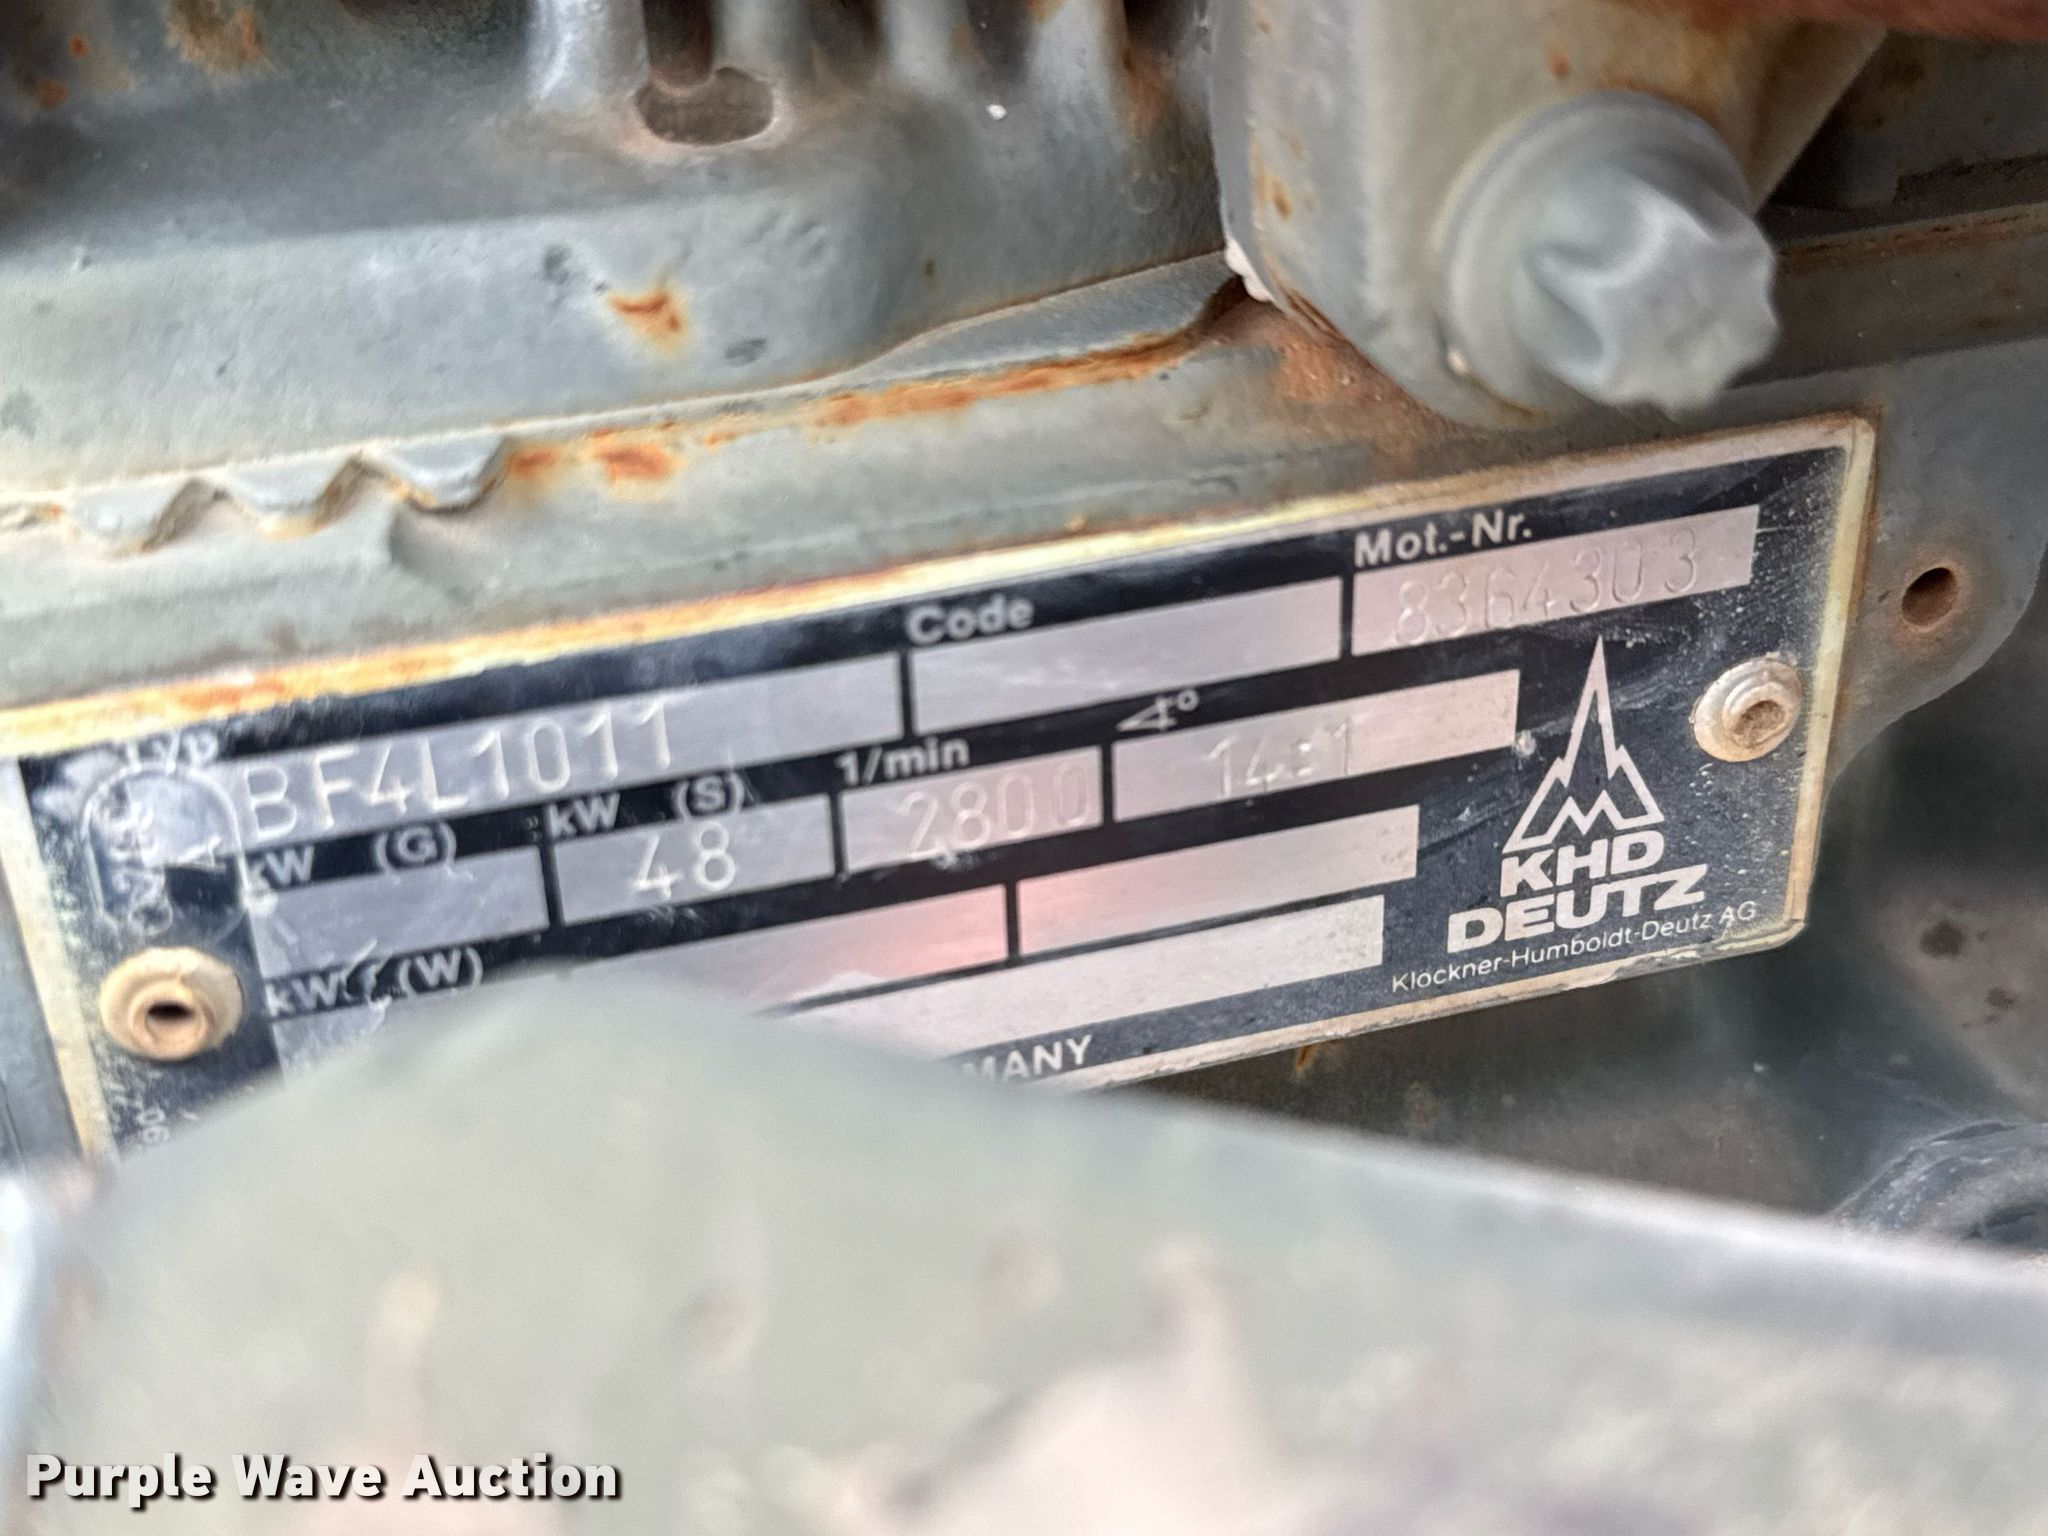 Typ
Code
Mot.-Nr.
BF4L1011
8364303
kW (G)
kW (S)
1/min
∢°
48
2800
kW (W)
KHD
DEUTZ
Klöckner-Humboldt-Deutz AG
MANY
Purple Wave Auction